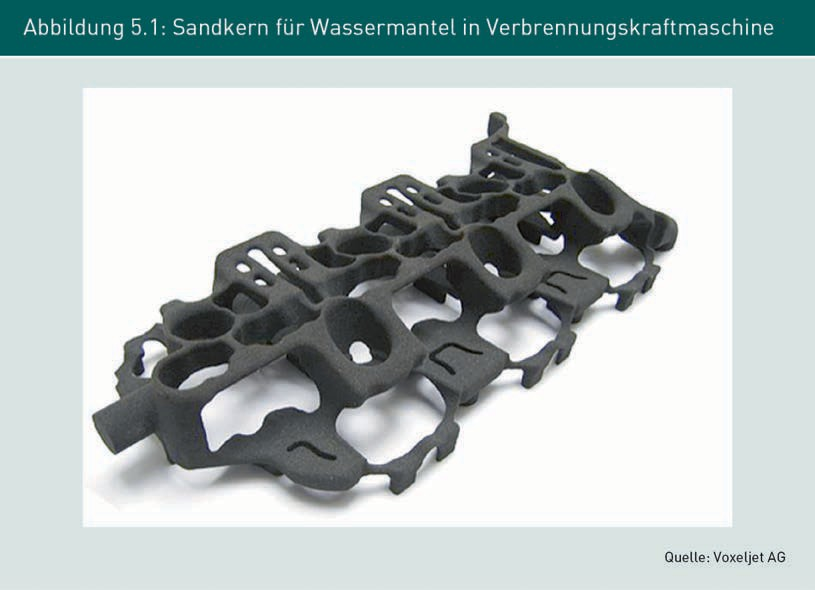 Abbildung 5.1: Sandkern für Wassermantel in Verbrennungskraftmaschine
Quelle: Voxeljet AG